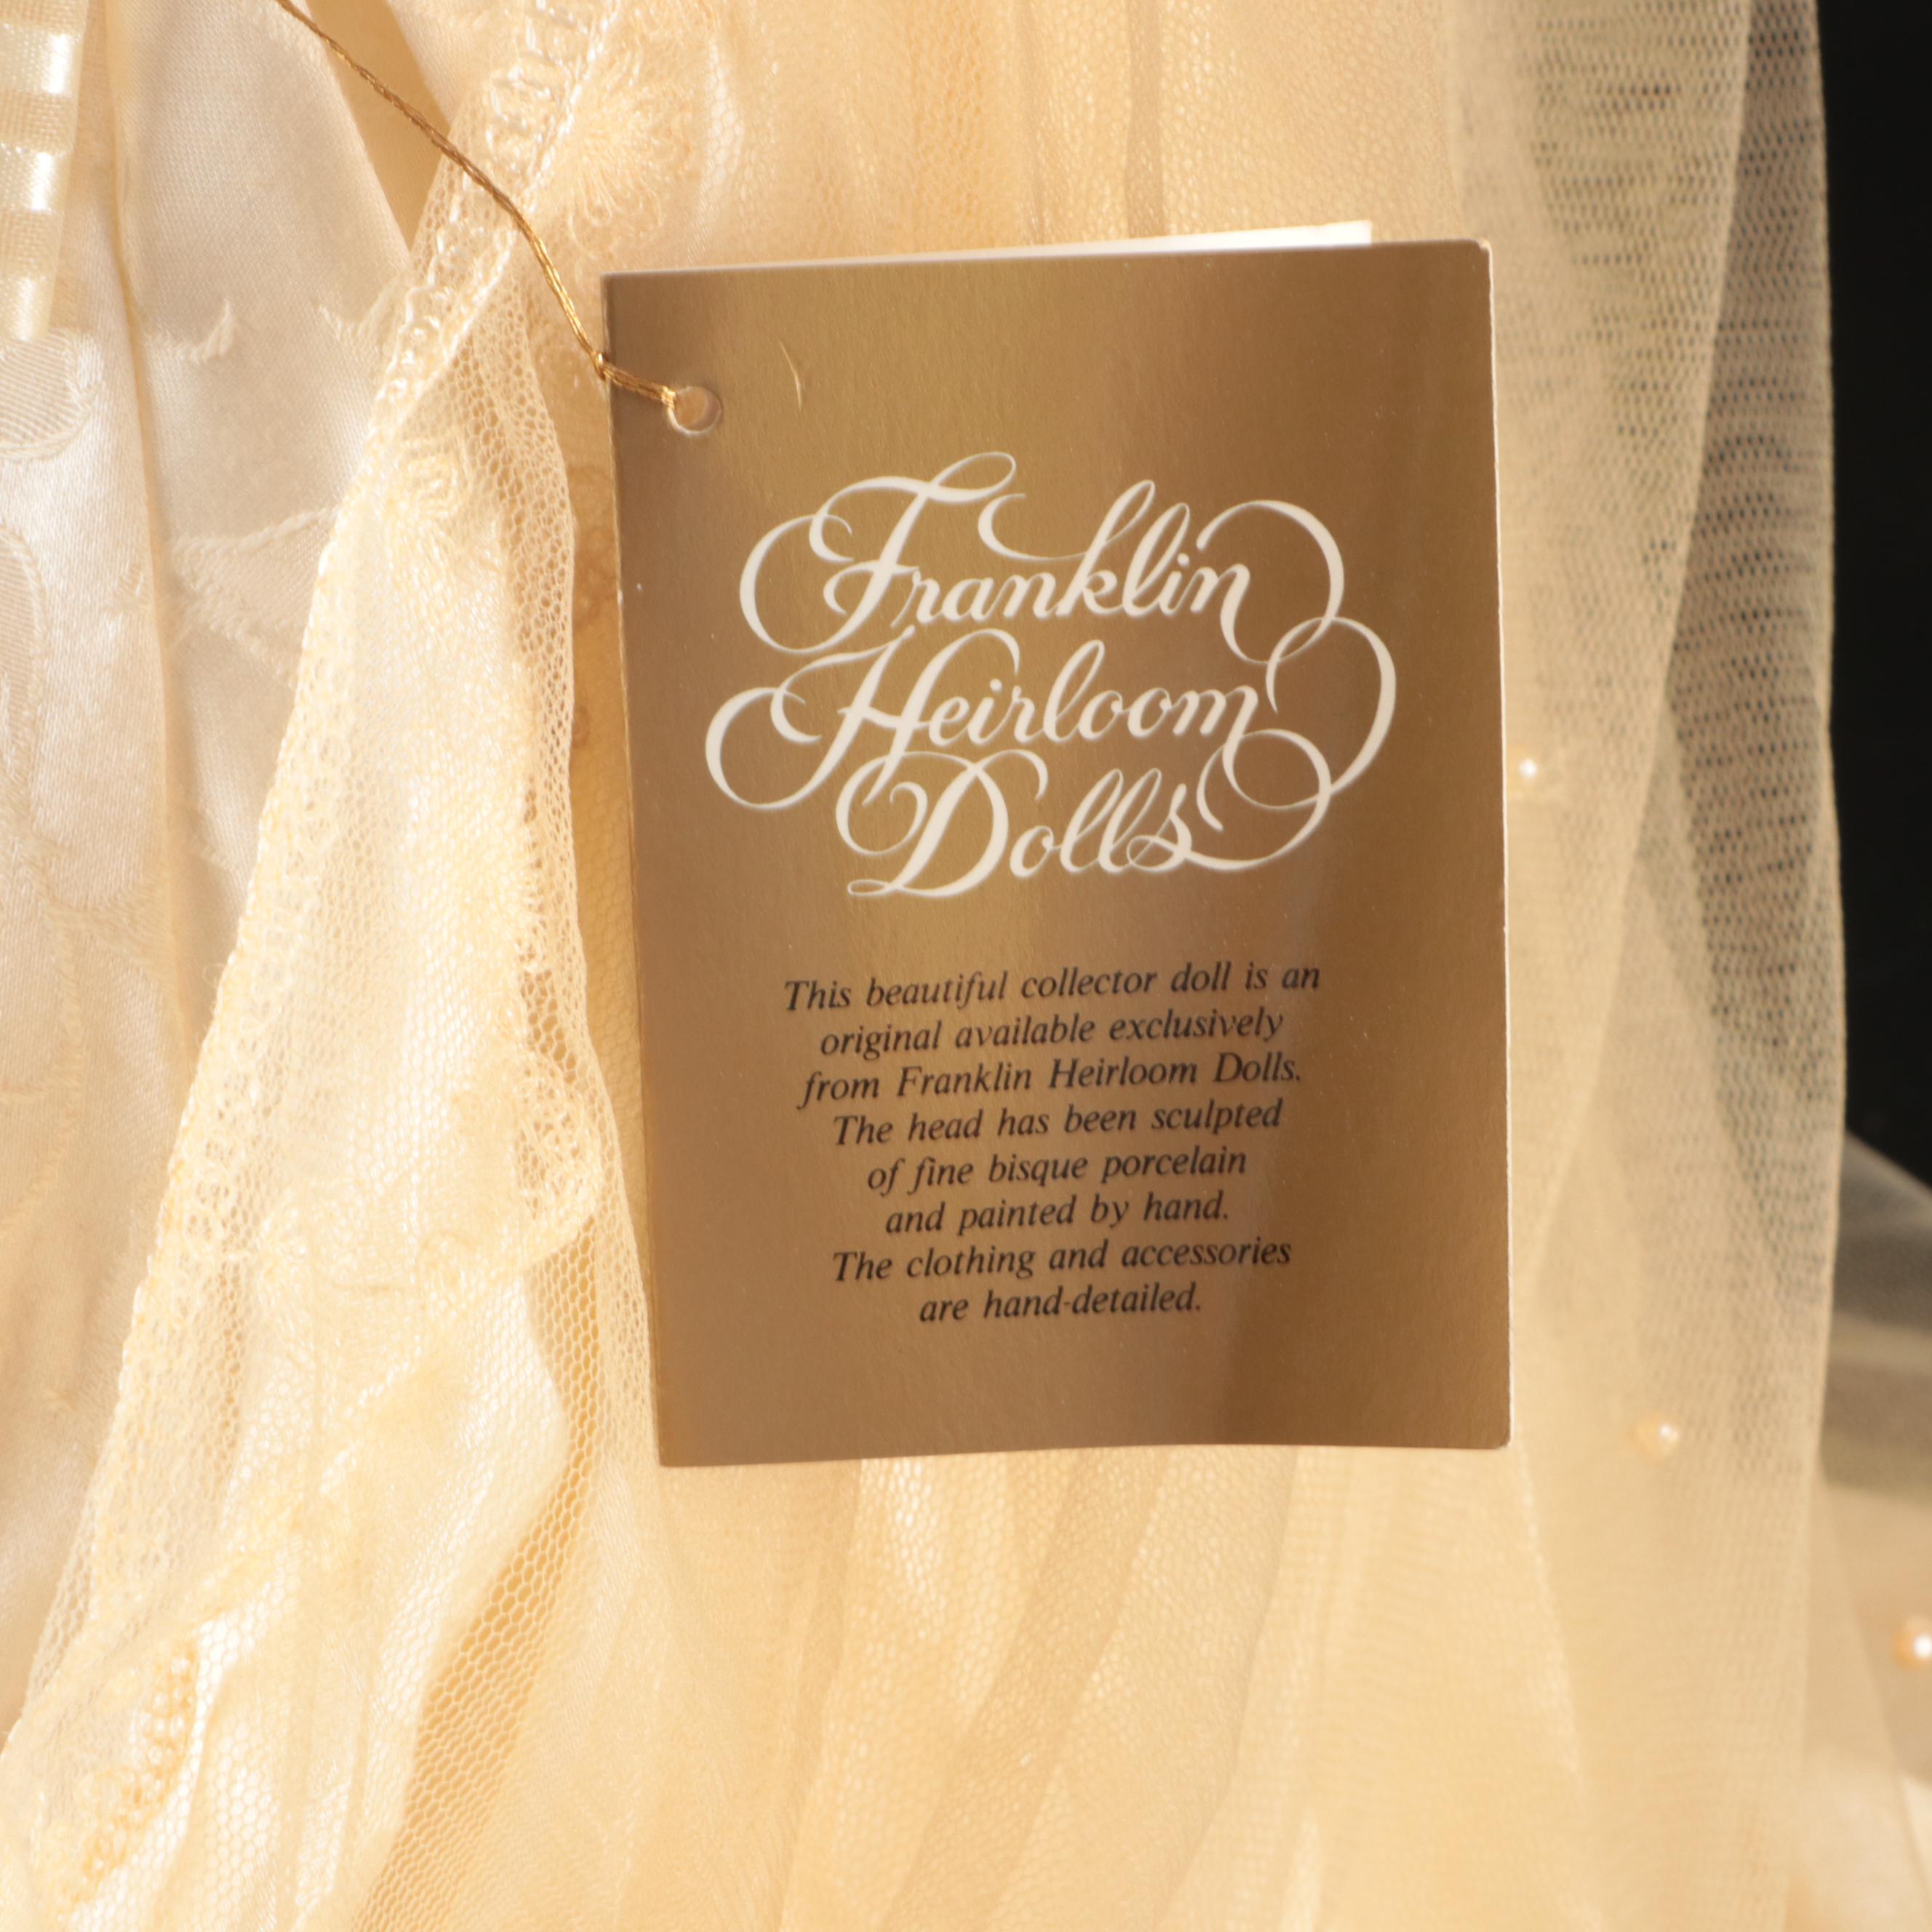 Franklin
Heirloom
Dolls
This beautiful collector doll is an
original available exclusively
from Franklin Heirloom Dolls.
The head has been sculpted
of fine bisque porcelain
and painted by hand.
The clothing and accessories
are hand-detailed.